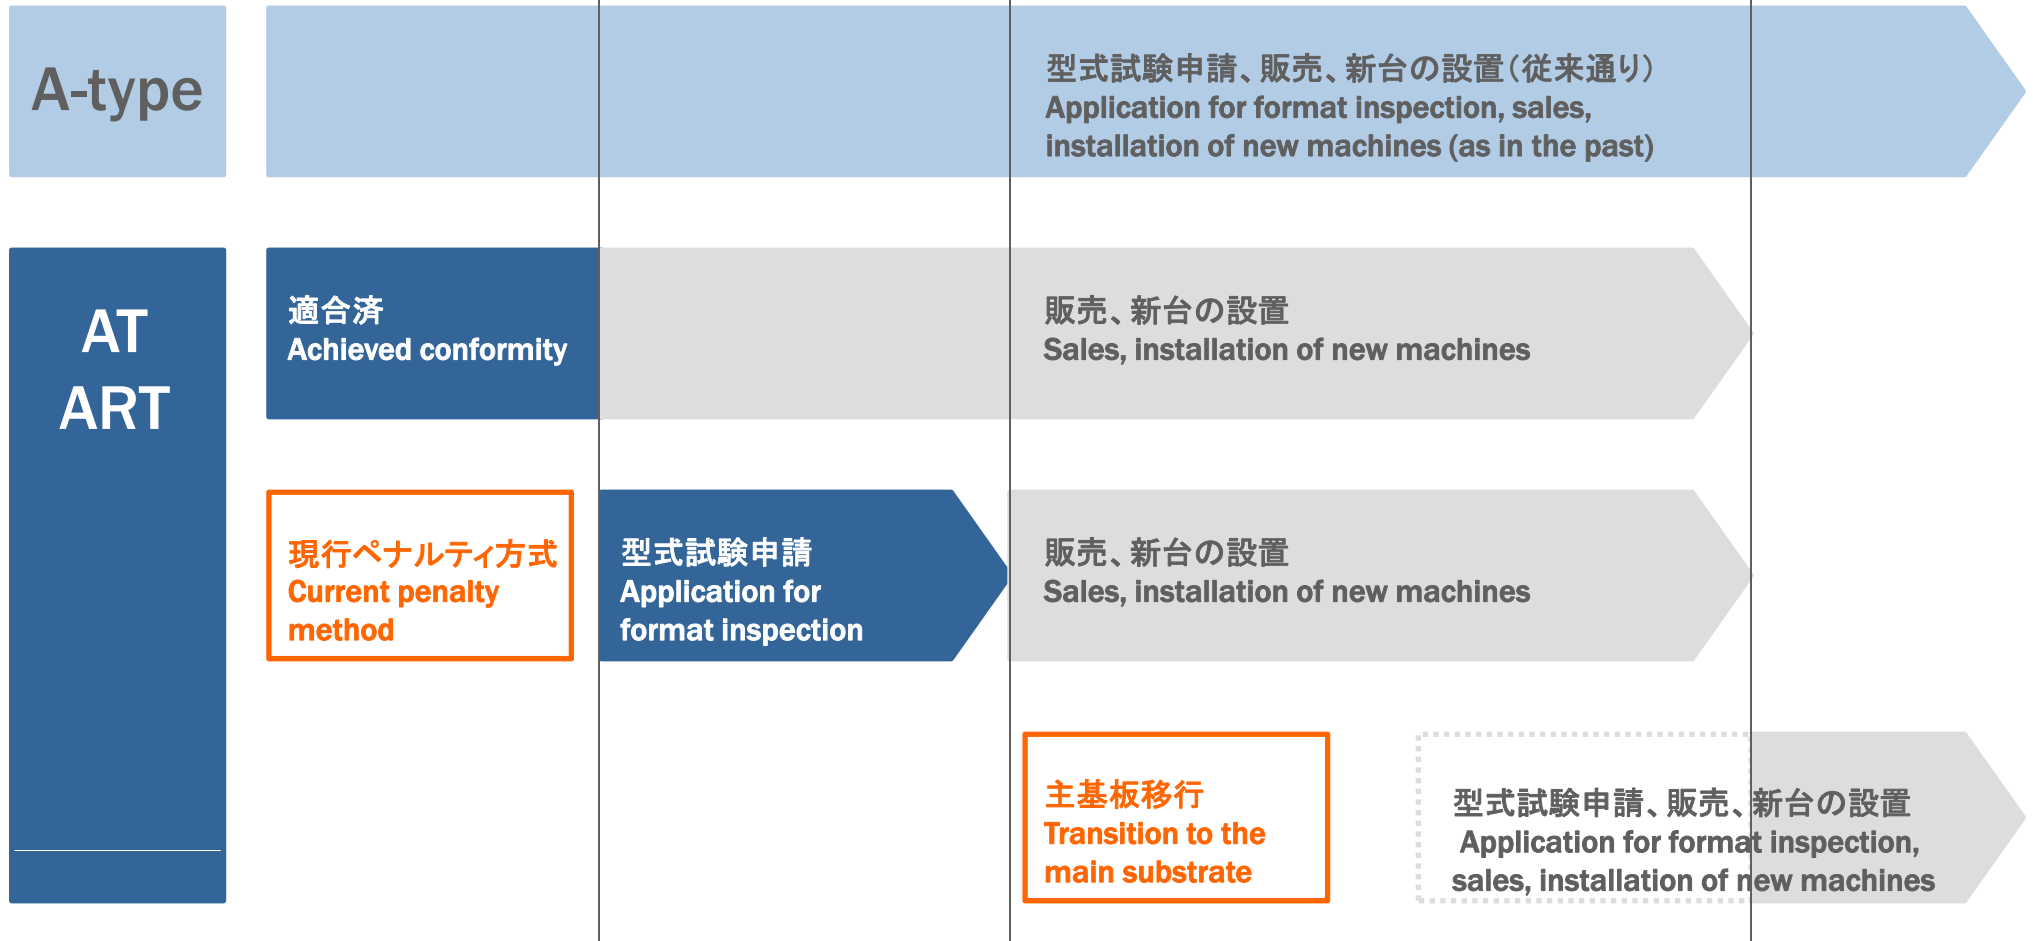 A-type
型式試験申請、販売、新台の設置（従来通り）
Application for format inspection, sales,
installation of new machines (as in the past)
AT
ART
適合済
Achieved conformity
販売、新台の設置
Sales, installation of new machines
現行ペナルティ方式
Current penalty
method
型式試験申請
Application for
format inspection
販売、新台の設置
Sales, installation of new machines
主基板移行
Transition to the
main substrate
型式試験申請、販売、新台の設置
Application for format inspection,
sales, installation of new machines